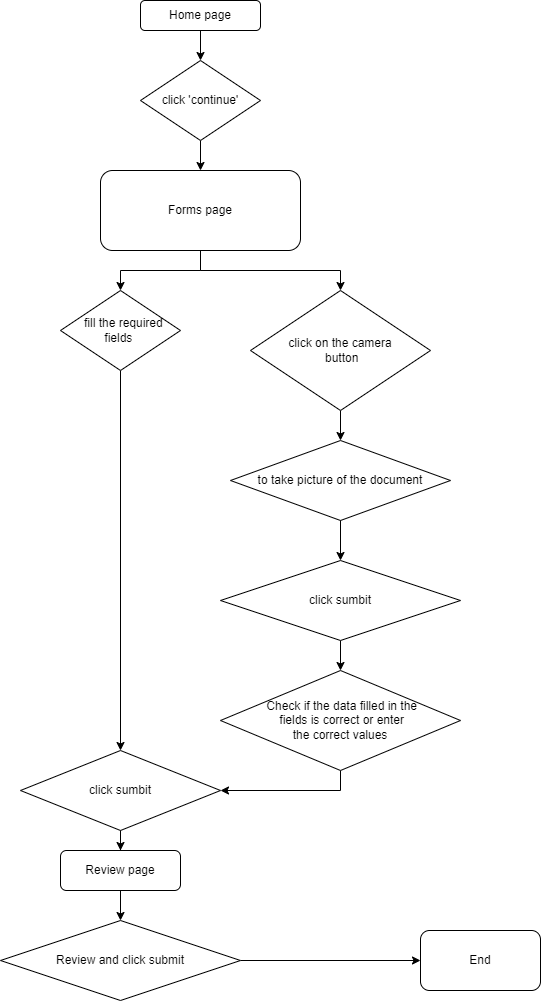 Home page
click 'continue'
Forms page
fill the required
fields
click on the camera
button
to take picture of the document
click sumbit
Check if the data filled in the
fields is correct or enter
the correct values
click sumbit
Review page
Review and click submit
End